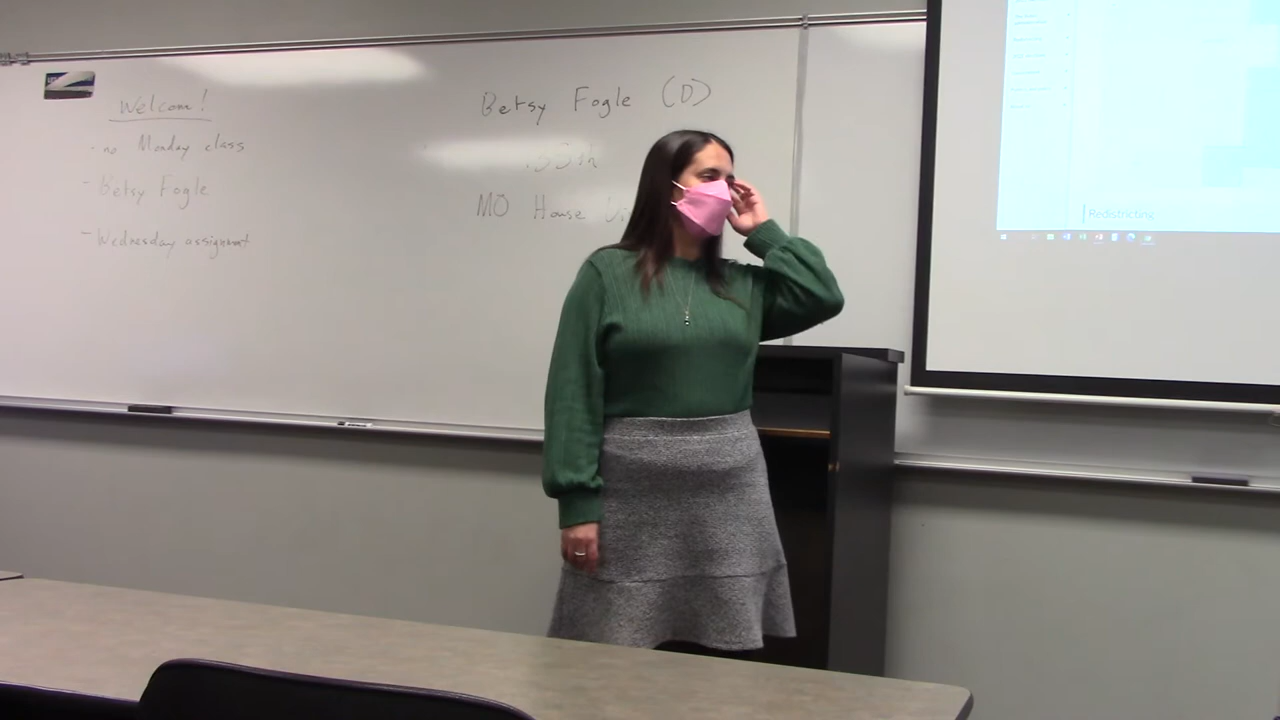 Welcome!
- no Monday class
- Betsy Fogle
- Wednesday assignment
Betsy Fogle (D)
135th
MO House
Redistricting